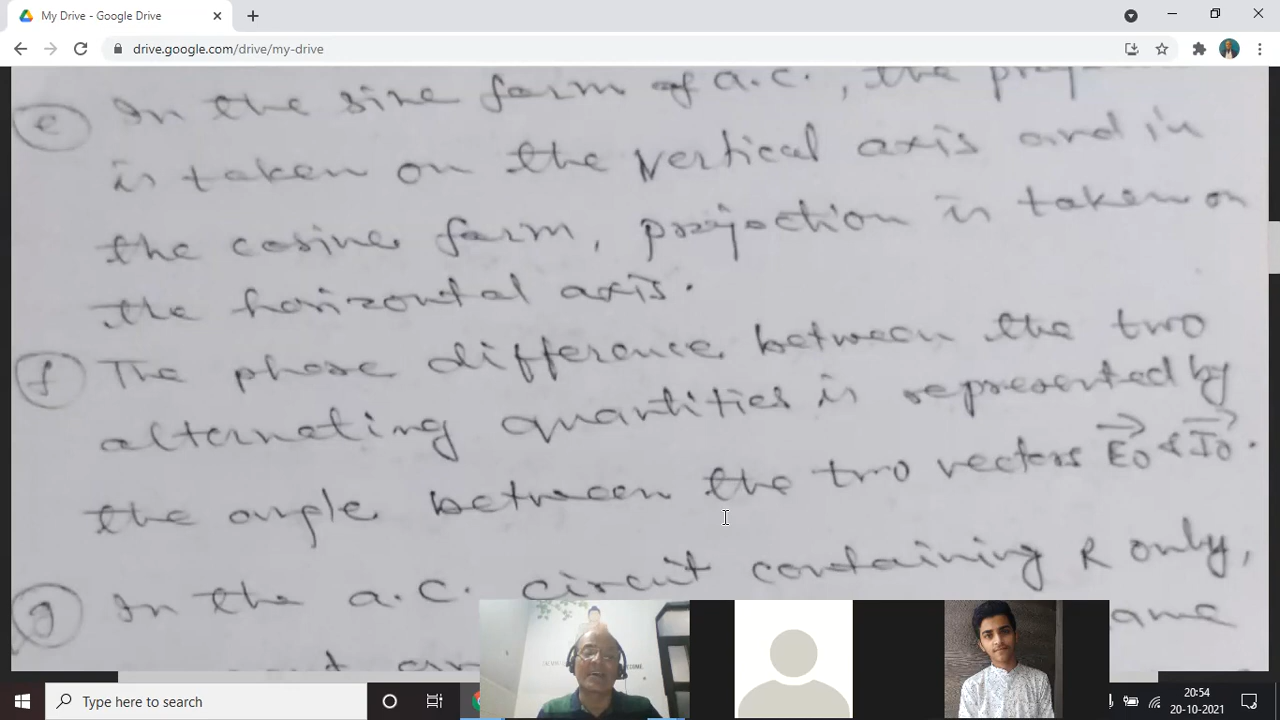 My Drive - Google Drive
drive.google.com/drive/my-drive
e In the sine form of a.c., the
is taken on the vertical axis and in
the cosine form, projection is taken on
the horizontal axis.
f The phase difference between the two
alternating quantities is represented by
the angle between the two vectors E0 & I0.
g In the a.c. circuit containing R only,
ame
Type here to search
20:54
20-10-2021